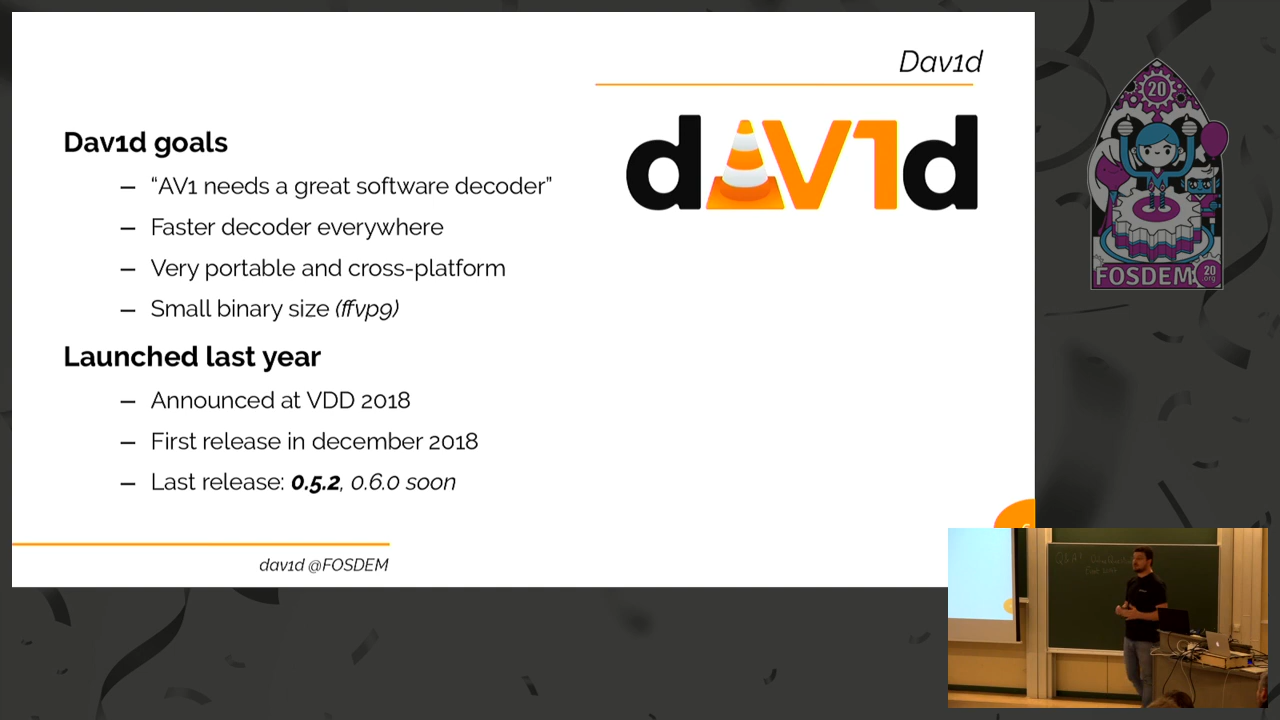 Dav1d
dAV1d
Dav1d goals
– “AV1 needs a great software decoder”
– Faster decoder everywhere
– Very portable and cross-platform
– Small binary size (ffvp9)
Launched last year
– Announced at VDD 2018
– First release in december 2018
– Last release: 0.5.2, 0.6.0 soon
dav1d @FOSDEM
20
FOSDEM
20
.org